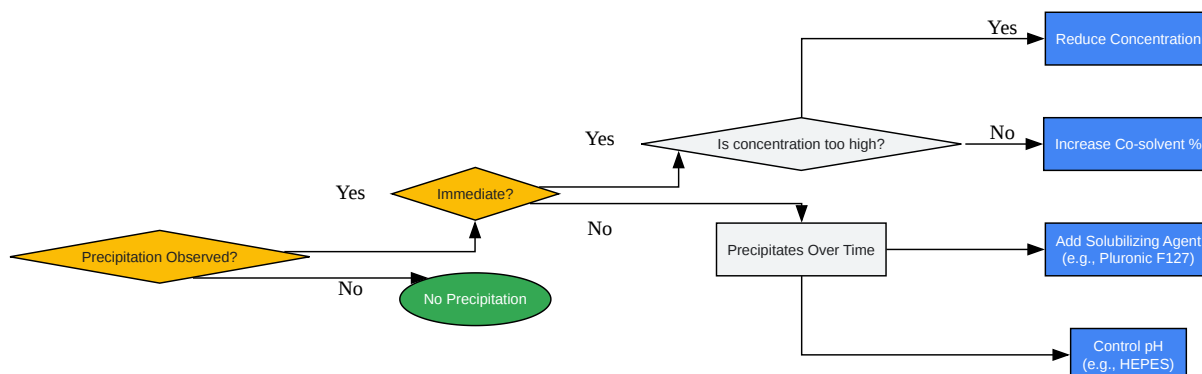 Yes
Reduce Concentration
Yes
Is concentration too high?
No
Increase Co-solvent %
Yes
Immediate?
No
Precipitates Over Time
Add Solubilizing Agent
(e.g., Pluronic F127)
Precipitation Observed?
No
No Precipitation
Control pH
(e.g., HEPES)